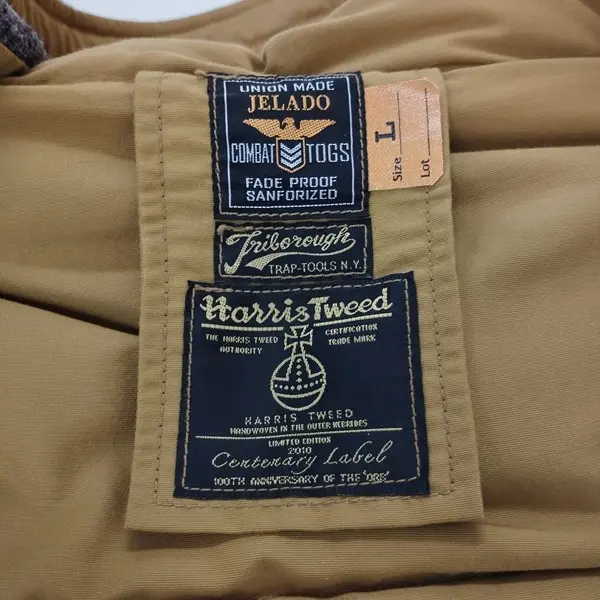 UNION MADE
JELADO
COMBAT TOGS
FADE PROOF
SANFORIZED
Size L
Lot
Triborough
TRAP-TOOLS N.Y.
Harris Tweed
THE HARRIS TWEED AUTHORITY
CERTIFICATION TRADE MARK
HARRIS TWEED
HANDWOVEN IN THE OUTER HEBRIDES
LIMITED EDITION
2010
Centenary Label
100TH ANNIVERSARY OF THE 'ORB'